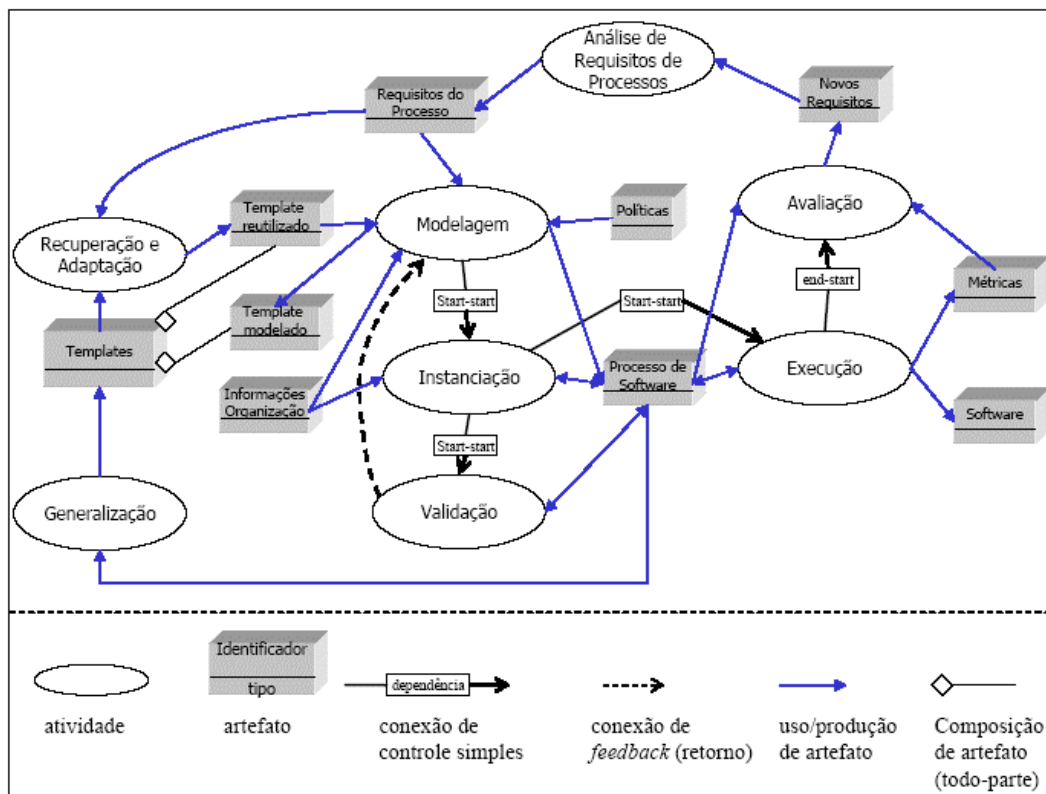 Análise de
Requisitos de
Processos
Novos
Requisitos
Requisitos do
Processo
Template
reutilizado
Modelagem
Políticas
Avaliação
Recuperação e
Adaptação
Métricas
Start-start
Start-start
end-start
Template
modelado
Templates
Instanciação
Processo de
Software
Execução
Informações
Organização
Software
Start-start
Generalização
Validação
Identificador
tipo
dependência
atividade
artefato
conexão de
controle simples
conexão de
feedback (retorno)
uso/produção
de artefato
Composição
de artefato
(todo-parte)